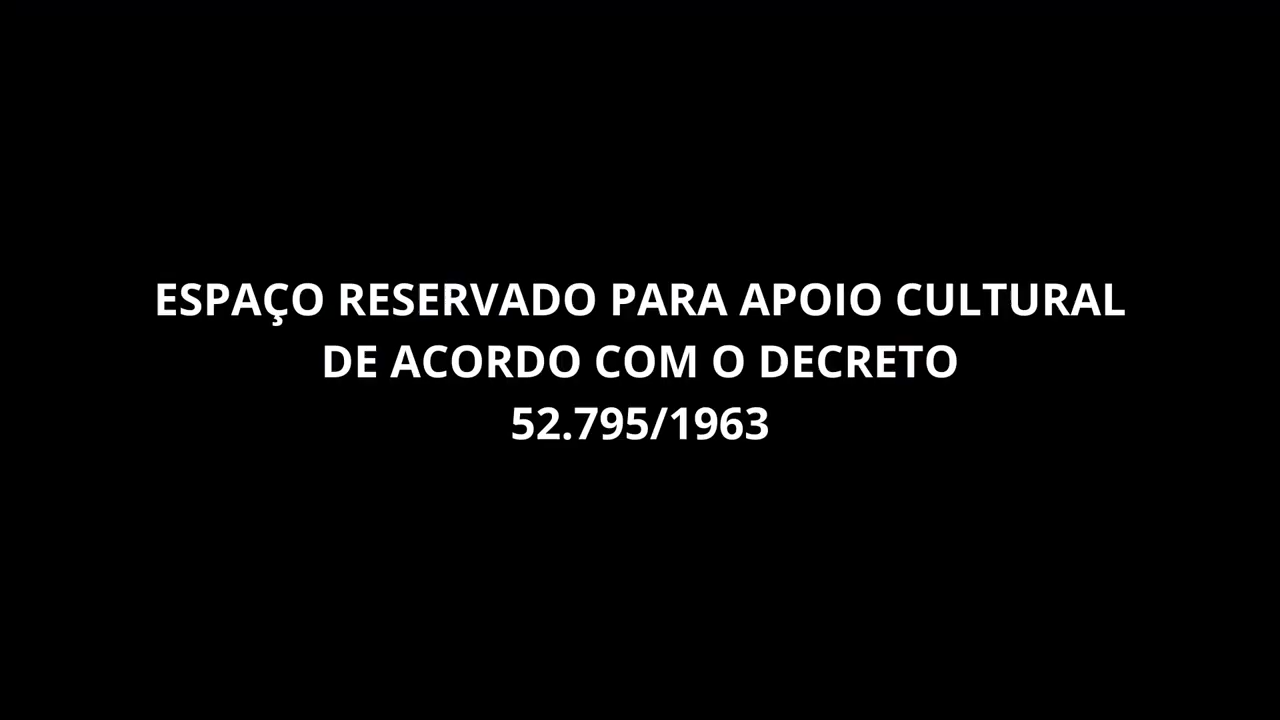 ESPAÇO RESERVADO PARA APOIO CULTURAL
DE ACORDO COM O DECRETO
52.795/1963